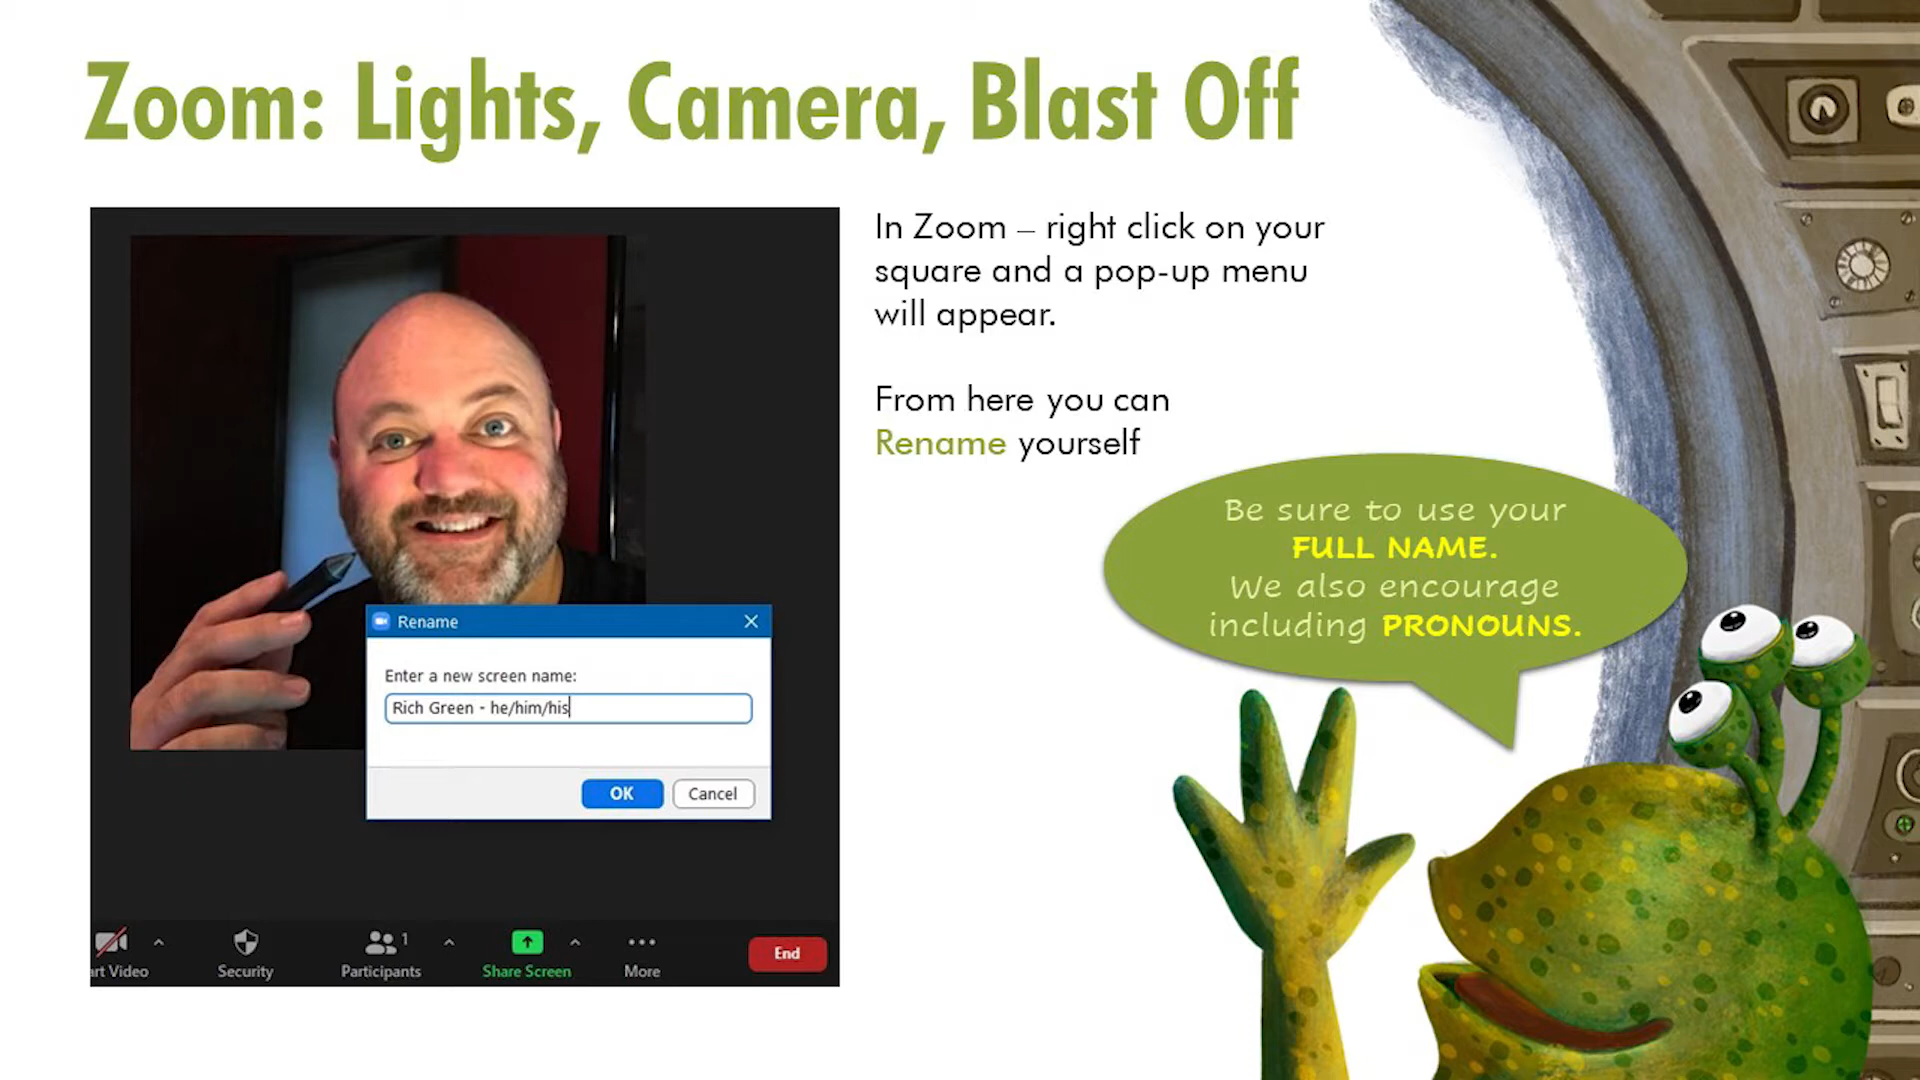 Zoom: Lights, Camera, Blast Off
In Zoom – right click on your
square and a pop-up menu
will appear.
From here you can
Rename yourself
Be sure to use your
FULL NAME.
We also encourage
including PRONOUNS.
Rename
Enter a new screen name:
Rich Green - he/him/his
OK Cancel
1
art Video Security Participants Share Screen More End